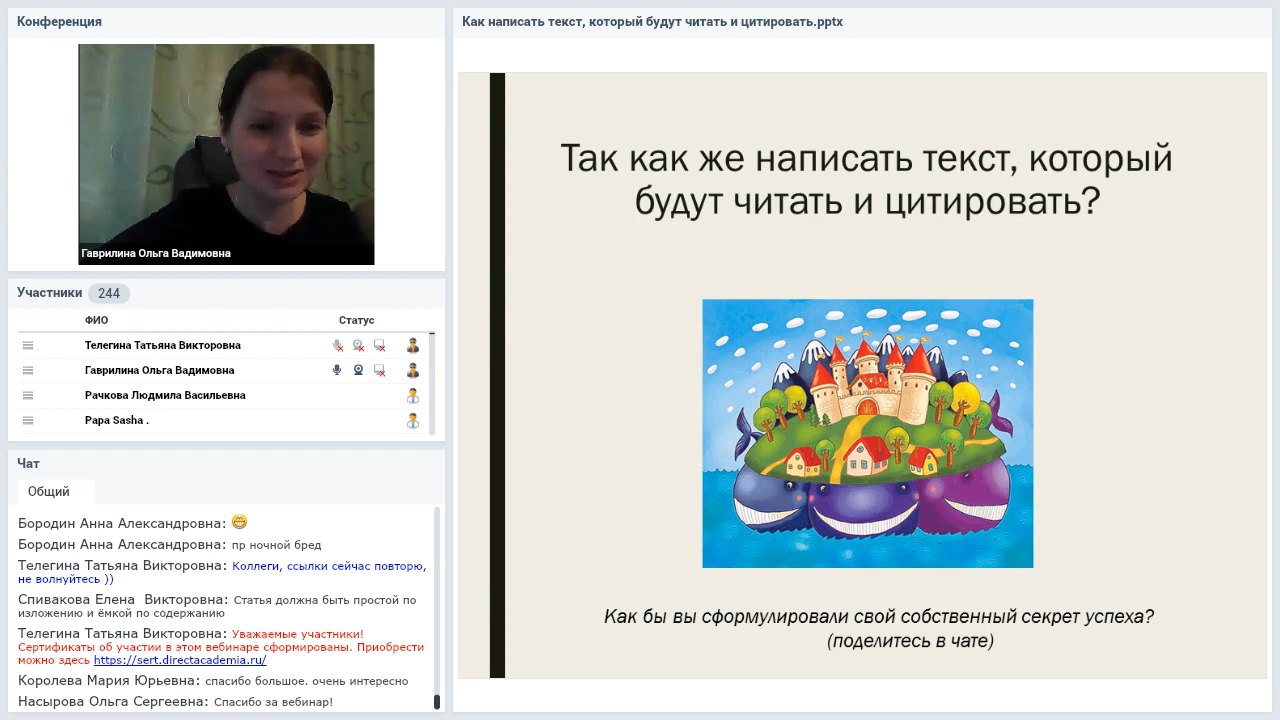 Конференция
Гаврилина Ольга Вадимовна
Участники 244
ФИО Статус
Телегина Татьяна Викторовна
Гаврилина Ольга Вадимовна
Рачкова Людмила Васильевна
Papa Sasha .
Чат
Общий
Бородин Анна Александровна:
Бородин Анна Александровна: пр ночной бред
Телегина Татьяна Викторовна: Коллеги, ссылки сейчас повторю,
не волнуйтесь ))
Спивакова Елена Викторовна: Статья должна быть простой по
изложению и ёмкой по содержанию
Телегина Татьяна Викторовна: Уважаемые участники!
Сертификаты об участии в этом вебинаре сформированы. Приобрести
можно здесь https://sert.directacademia.ru/
Королева Мария Юрьевна: спасибо большое. очень интересно
Насырова Ольга Сергеевна: Спасибо за вебинар!
Как написать текст, который будут читать и цитировать.pptx
Так как же написать текст, который
будут читать и цитировать?
Как бы вы сформулировали свой собственный секрет успеха?
(поделитесь в чате)